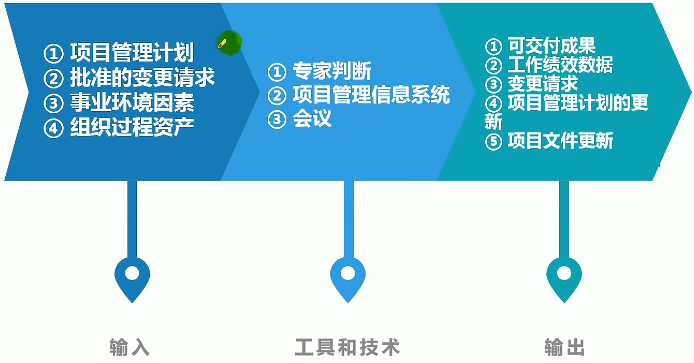 ① 项目管理计划
② 批准的变更请求
③ 事业环境因素
④ 组织过程资产
① 专家判断
② 项目管理信息系统
③ 会议
① 可交付成果
② 工作绩效数据
③ 变更请求
④ 项目管理计划的更
新
⑤ 项目文件更新
输入
工具和技术
输出